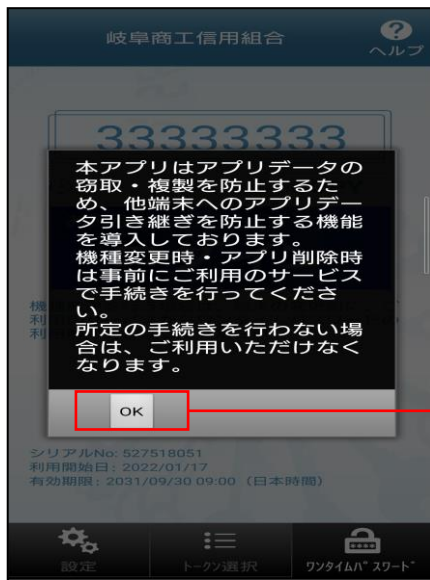 岐阜商工信用組合
?
ヘルプ
33333333
本アプリはアプリデータの
窃取・複製を防止するた
め、他端末へのアプリデー
タ引き継ぎを防止する機能
を導入しております。
機種変更時・アプリ削除時
は事前にご利用のサービス
で手続きを行ってくださ
い。
所定の手続きを行わない場
合は、ご利用いただけなく
なります。
OK
シリアルNo: 527518051
利用開始日：2022/01/17
有効期限：2031/09/30 09:00（日本時間）
設定
トークン選択
ワンタイムパスワード